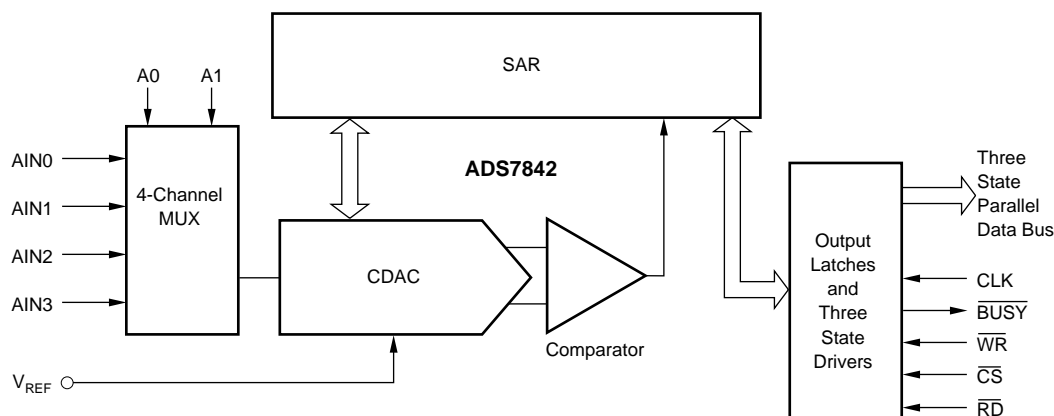 SAR
A0 A1
ADS7842
AIN0
AIN1
AIN2
AIN3
4-Channel
MUX
CDAC
Comparator
VREF
Output
Latches
and
Three
State
Drivers
Three
State
Parallel
Data Bus
CLK
BUSY
WR
CS
RD